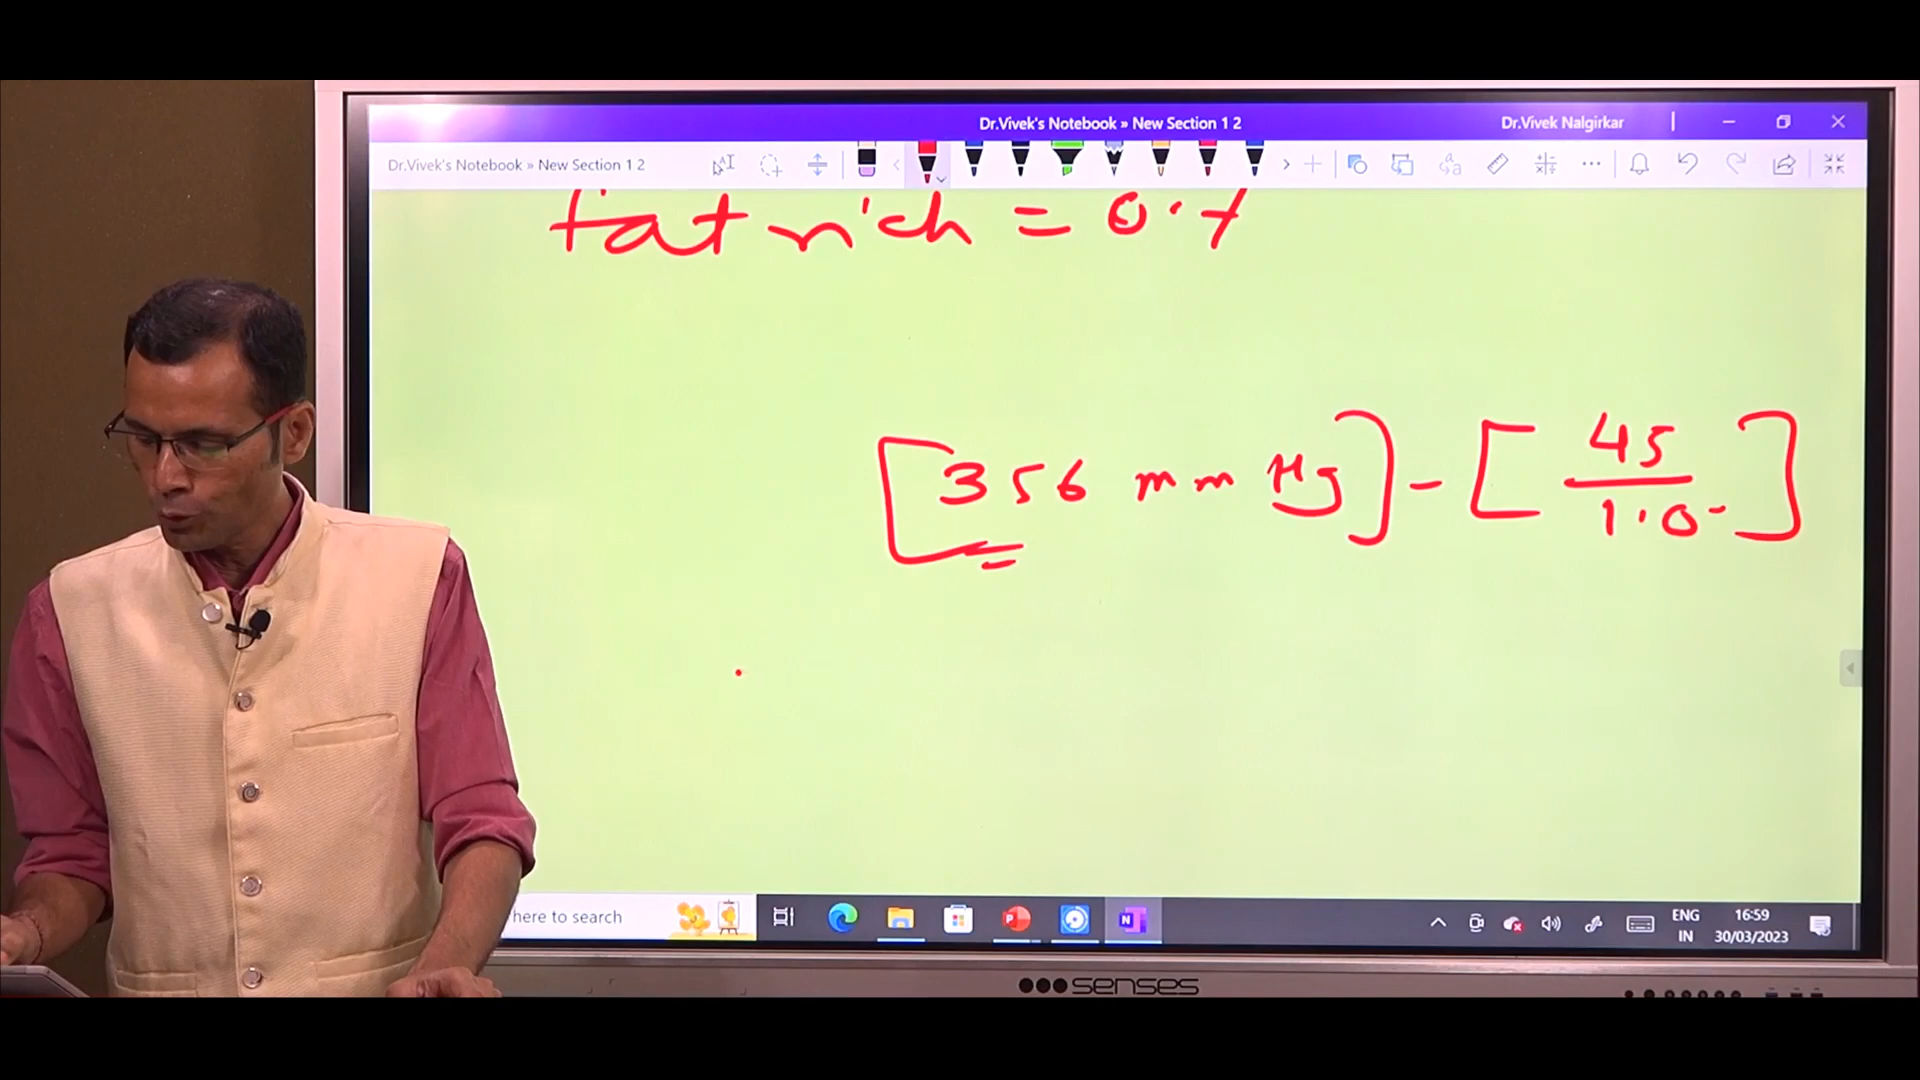 Dr.Vivek's Notebook » New Section 1 2
Dr.Vivek Nalgirkar
Dr.Vivek's Notebook » New Section 1 2
fat rich = 0.7
[356 mm Hg] - [45/1.0]
here to search
ENG
IN
16:59
30/03/2023
senses